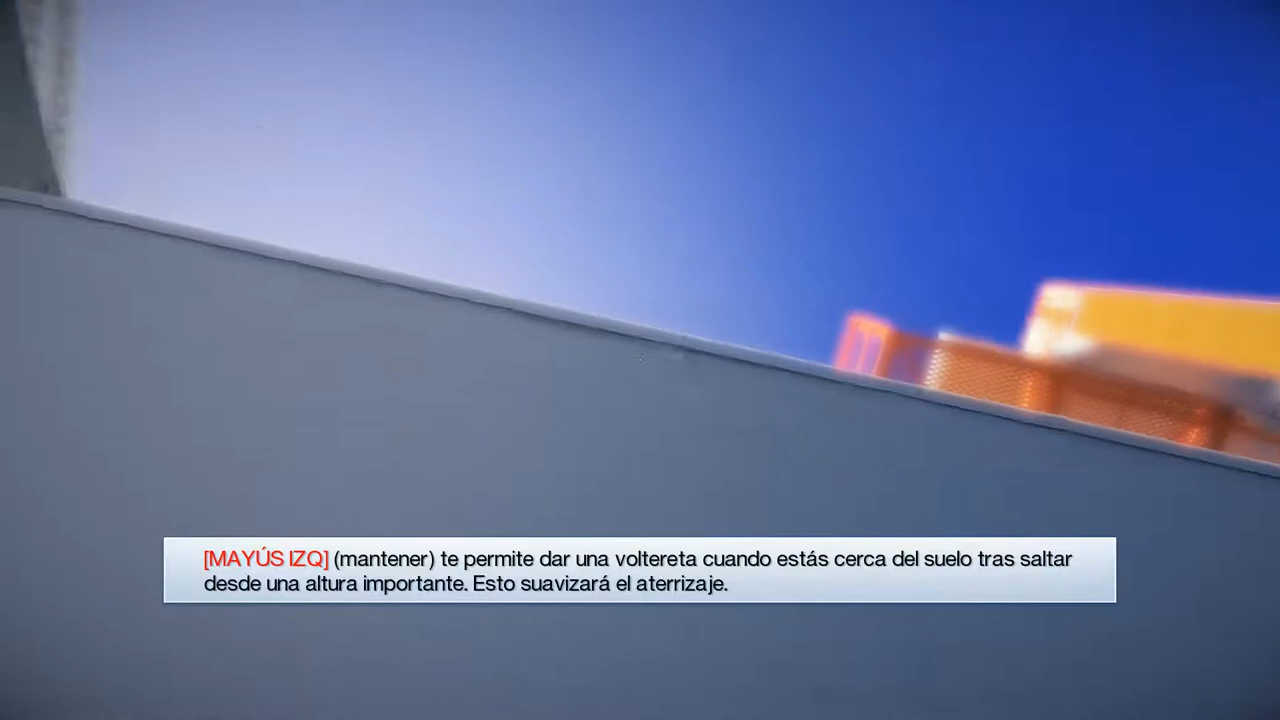 [MAYÚS IZQ] (mantener) te permite dar una voltereta cuando estás cerca del suelo tras saltar
desde una altura importante. Esto suavizará el aterrizaje.